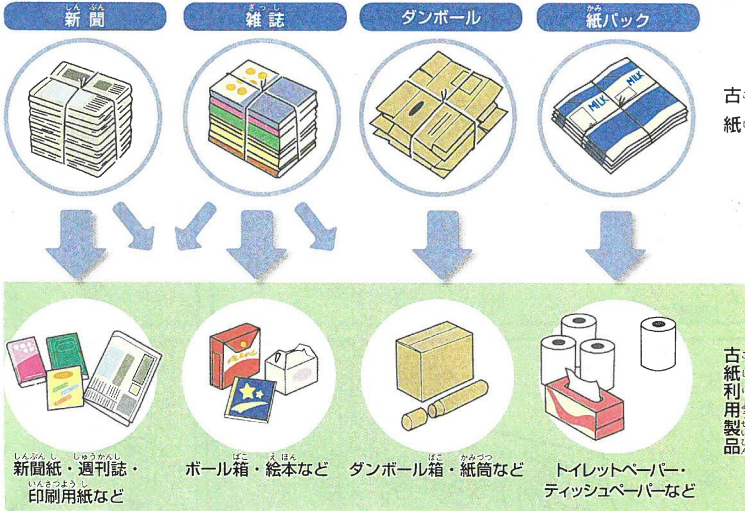 新聞
雑誌
ダンボール
紙パック
MILK
MILK
古紙
新聞紙・週刊誌・
印刷用紙など
ボール箱・絵本など
ダンボール箱・紙筒など
トイレットペーパー・
ティッシュペーパーなど
古紙利用製品